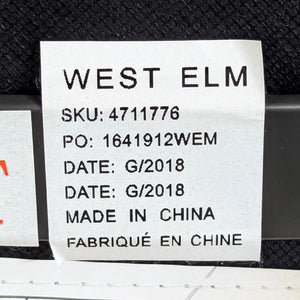 WEST ELM
SKU: 4711776
PO: 1641912WEM
DATE: G/2018
DATE: G/2018
MADE IN CHINA
FABRIQUÉ EN CHINE